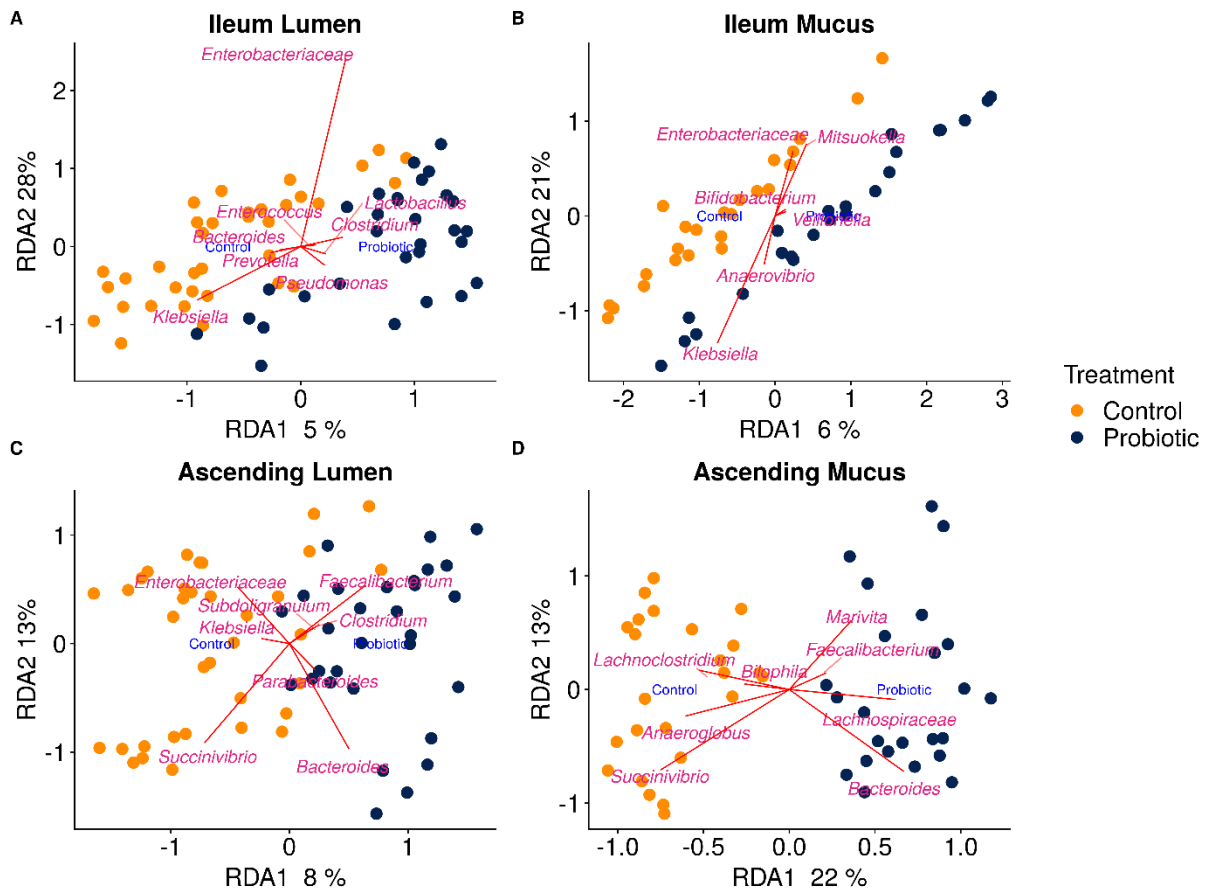 A
Ileum Lumen
Enterobacteriaceae
2
1
0
-1
RDA2 28%
Lactobacillus
Enterococcus
Clostridium
Bacteroides
Control
Probiotic
Prevotella
Pseudomonas
Klebsiella
-1
0
1
RDA1 5 %
B
Ileum Mucus
1
0
-1
RDA2 21%
Enterobacteriaceae
Mitsuokella
Bifidobacterium
Control
Probiotic
Veillonella
Anaerovibrio
Klebsiella
-2
-1
0
1
2
3
RDA1 6 %
Treatment
Control
Probiotic
C
Ascending Lumen
1
0
-1
RDA2 13%
Enterobacteriaceae
Faecalibacterium
Subdoligranulum
Clostridium
Klebsiella
Control
Probiotic
Parabacteroides
Succinivibrio
Bacteroides
-1
0
1
RDA1 8 %
D
Ascending Mucus
1
0
-1
RDA2 13%
Marivita
Faecalibacterium
Lachnoclostridium
Bilophila
Control
Probiotic
Lachnospiraceae
Anaeroglobus
Succinivibrio
Bacteroides
-1.0
-0.5
0.0
0.5
1.0
RDA1 22 %